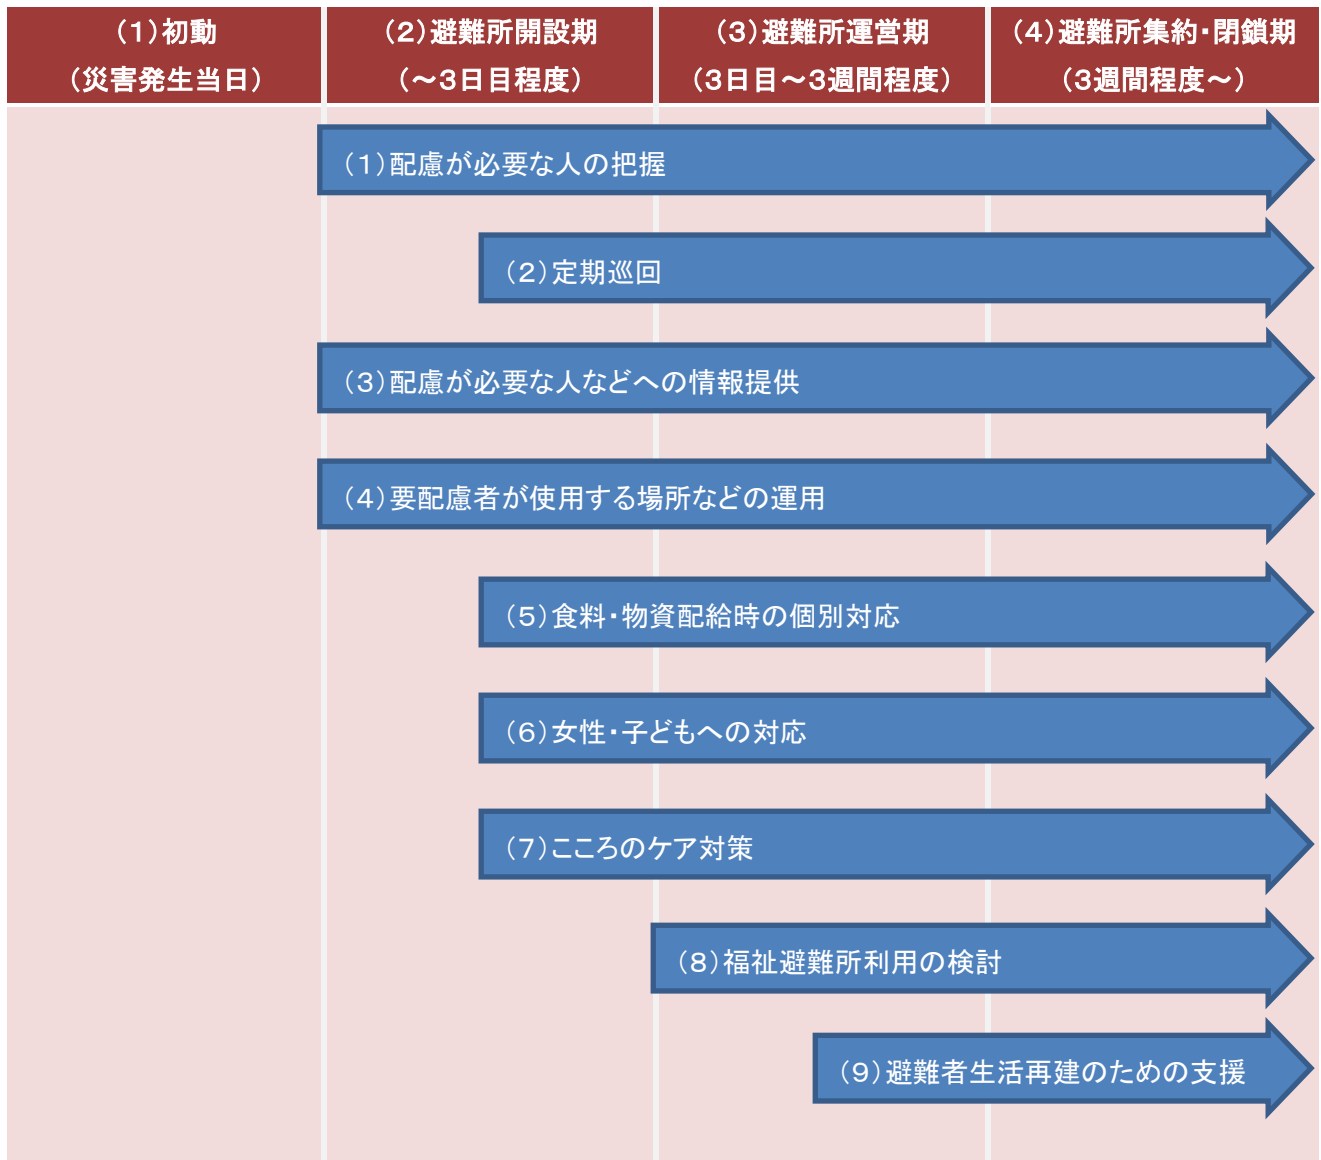 （１）初動
（災害発生当日）
（２）避難所開設期
（～３日目程度）
（３）避難所運営期
（３日目～３週間程度）
（４）避難所集約・閉鎖期
（３週間程度～）
（１）配慮が必要な人の把握
（２）定期巡回
（３）配慮が必要な人などへの情報提供
（４）要配慮者が使用する場所などの運用
（５）食料・物資配給時の個別対応
（６）女性・子どもへの対応
（７）こころのケア対策
（８）福祉避難所利用の検討
（９）避難者生活再建のための支援